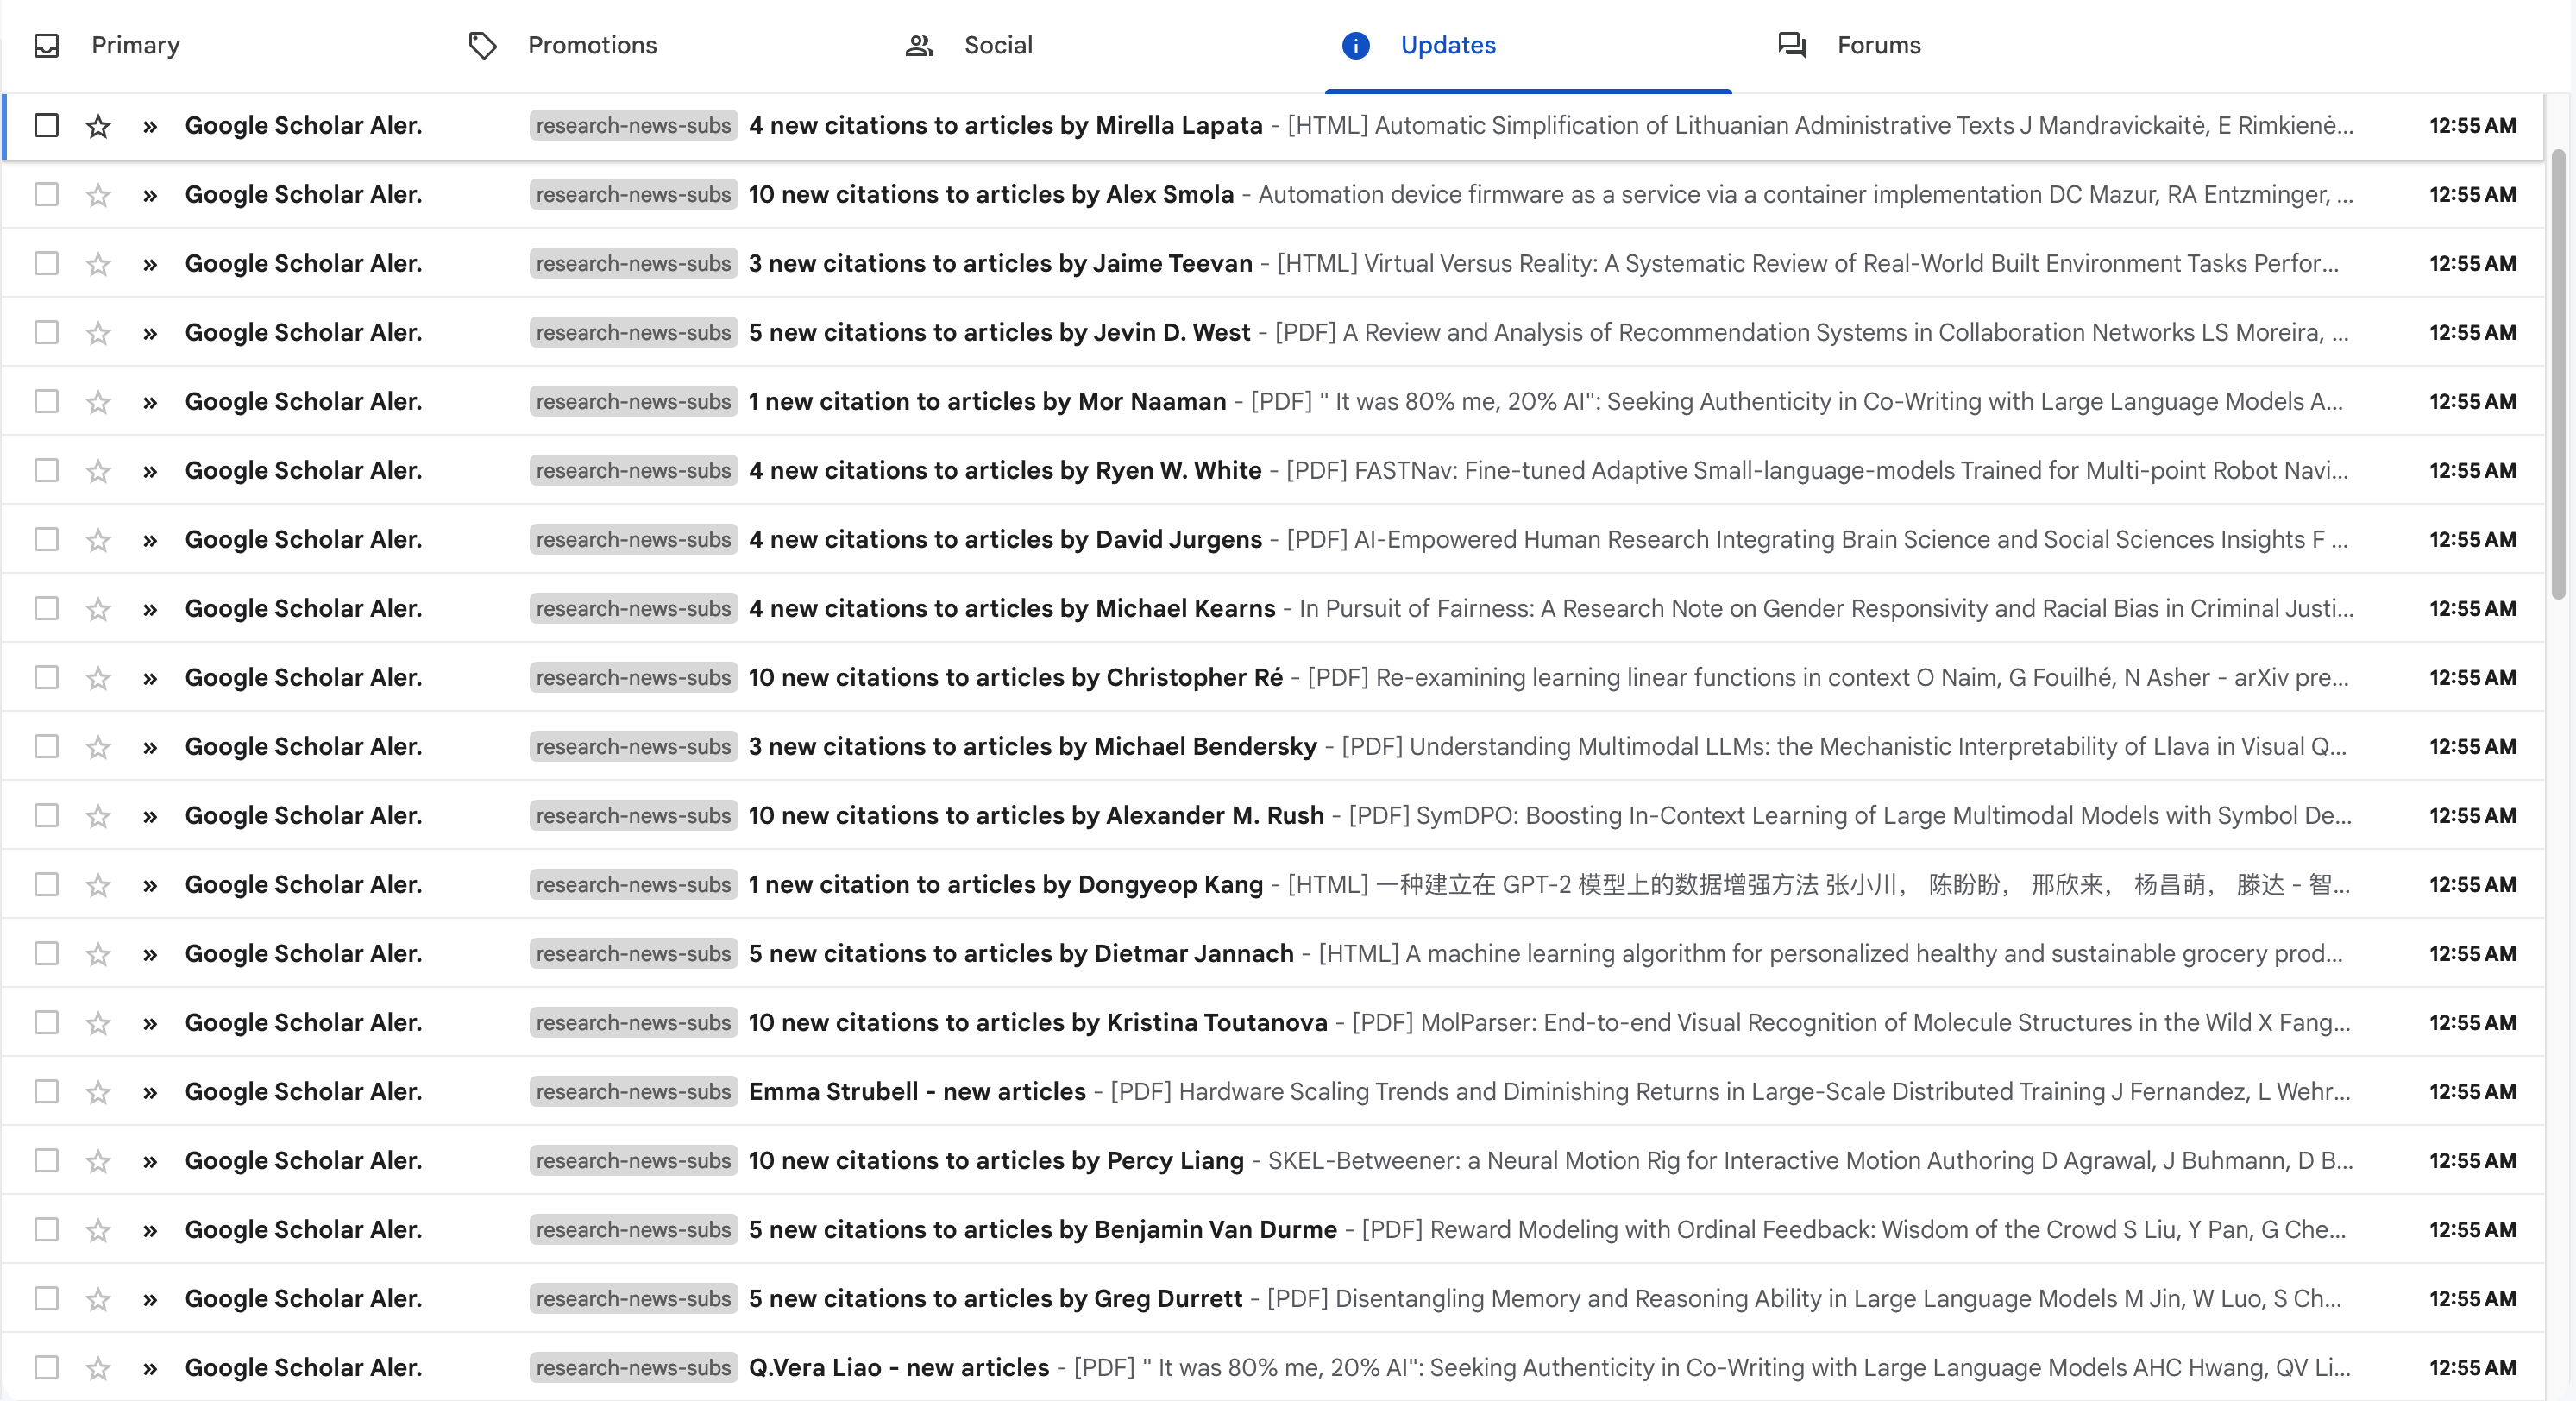 Primary Promotions Social Updates Forums
» Google Scholar Aler. research-news-subs 4 new citations to articles by Mirella Lapata - [HTML] Automatic Simplification of Lithuanian Administrative Texts J Mandravickaitė, E Rimkienė... 12:55 AM
» Google Scholar Aler. research-news-subs 10 new citations to articles by Alex Smola - Automation device firmware as a service via a container implementation DC Mazur, RA Entzminger, ... 12:55 AM
» Google Scholar Aler. research-news-subs 3 new citations to articles by Jaime Teevan - [HTML] Virtual Versus Reality: A Systematic Review of Real-World Built Environment Tasks Perfor... 12:55 AM
» Google Scholar Aler. research-news-subs 5 new citations to articles by Jevin D. West - [PDF] A Review and Analysis of Recommendation Systems in Collaboration Networks LS Moreira, ... 12:55 AM
» Google Scholar Aler. research-news-subs 1 new citation to articles by Mor Naaman - [PDF] " It was 80% me, 20% AI": Seeking Authenticity in Co-Writing with Large Language Models A... 12:55 AM
» Google Scholar Aler. research-news-subs 4 new citations to articles by Ryen W. White - [PDF] FASTNav: Fine-tuned Adaptive Small-language-models Trained for Multi-point Robot Navi... 12:55 AM
» Google Scholar Aler. research-news-subs 4 new citations to articles by David Jurgens - [PDF] AI-Empowered Human Research Integrating Brain Science and Social Sciences Insights F ... 12:55 AM
» Google Scholar Aler. research-news-subs 4 new citations to articles by Michael Kearns - In Pursuit of Fairness: A Research Note on Gender Responsivity and Racial Bias in Criminal Justi... 12:55 AM
» Google Scholar Aler. research-news-subs 10 new citations to articles by Christopher Ré - [PDF] Re-examining learning linear functions in context O Naim, G Fouilhé, N Asher - arXiv pre... 12:55 AM
» Google Scholar Aler. research-news-subs 3 new citations to articles by Michael Bendersky - [PDF] Understanding Multimodal LLMs: the Mechanistic Interpretability of Llava in Visual Q... 12:55 AM
» Google Scholar Aler. research-news-subs 10 new citations to articles by Alexander M. Rush - [PDF] SymDPO: Boosting In-Context Learning of Large Multimodal Models with Symbol De... 12:55 AM
» Google Scholar Aler. research-news-subs 1 new citation to articles by Dongyeop Kang - [HTML] 一种建立在 GPT-2 模型上的数据增强方法 张小川， 陈盼盼， 邢欣来， 杨昌萌， 滕达 - 智... 12:55 AM
» Google Scholar Aler. research-news-subs 5 new citations to articles by Dietmar Jannach - [HTML] A machine learning algorithm for personalized healthy and sustainable grocery prod... 12:55 AM
» Google Scholar Aler. research-news-subs 10 new citations to articles by Kristina Toutanova - [PDF] MolParser: End-to-end Visual Recognition of Molecule Structures in the Wild X Fang... 12:55 AM
» Google Scholar Aler. research-news-subs Emma Strubell - new articles - [PDF] Hardware Scaling Trends and Diminishing Returns in Large-Scale Distributed Training J Fernandez, L Wehr... 12:55 AM
» Google Scholar Aler. research-news-subs 10 new citations to articles by Percy Liang - SKEL-Betweener: a Neural Motion Rig for Interactive Motion Authoring D Agrawal, J Buhmann, D B... 12:55 AM
» Google Scholar Aler. research-news-subs 5 new citations to articles by Benjamin Van Durme - [PDF] Reward Modeling with Ordinal Feedback: Wisdom of the Crowd S Liu, Y Pan, G Che... 12:55 AM
» Google Scholar Aler. research-news-subs 5 new citations to articles by Greg Durrett - [PDF] Disentangling Memory and Reasoning Ability in Large Language Models M Jin, W Luo, S Ch... 12:55 AM
» Google Scholar Aler. research-news-subs Q.Vera Liao - new articles - [PDF] " It was 80% me, 20% AI": Seeking Authenticity in Co-Writing with Large Language Models AHC Hwang, QV Li... 12:55 AM